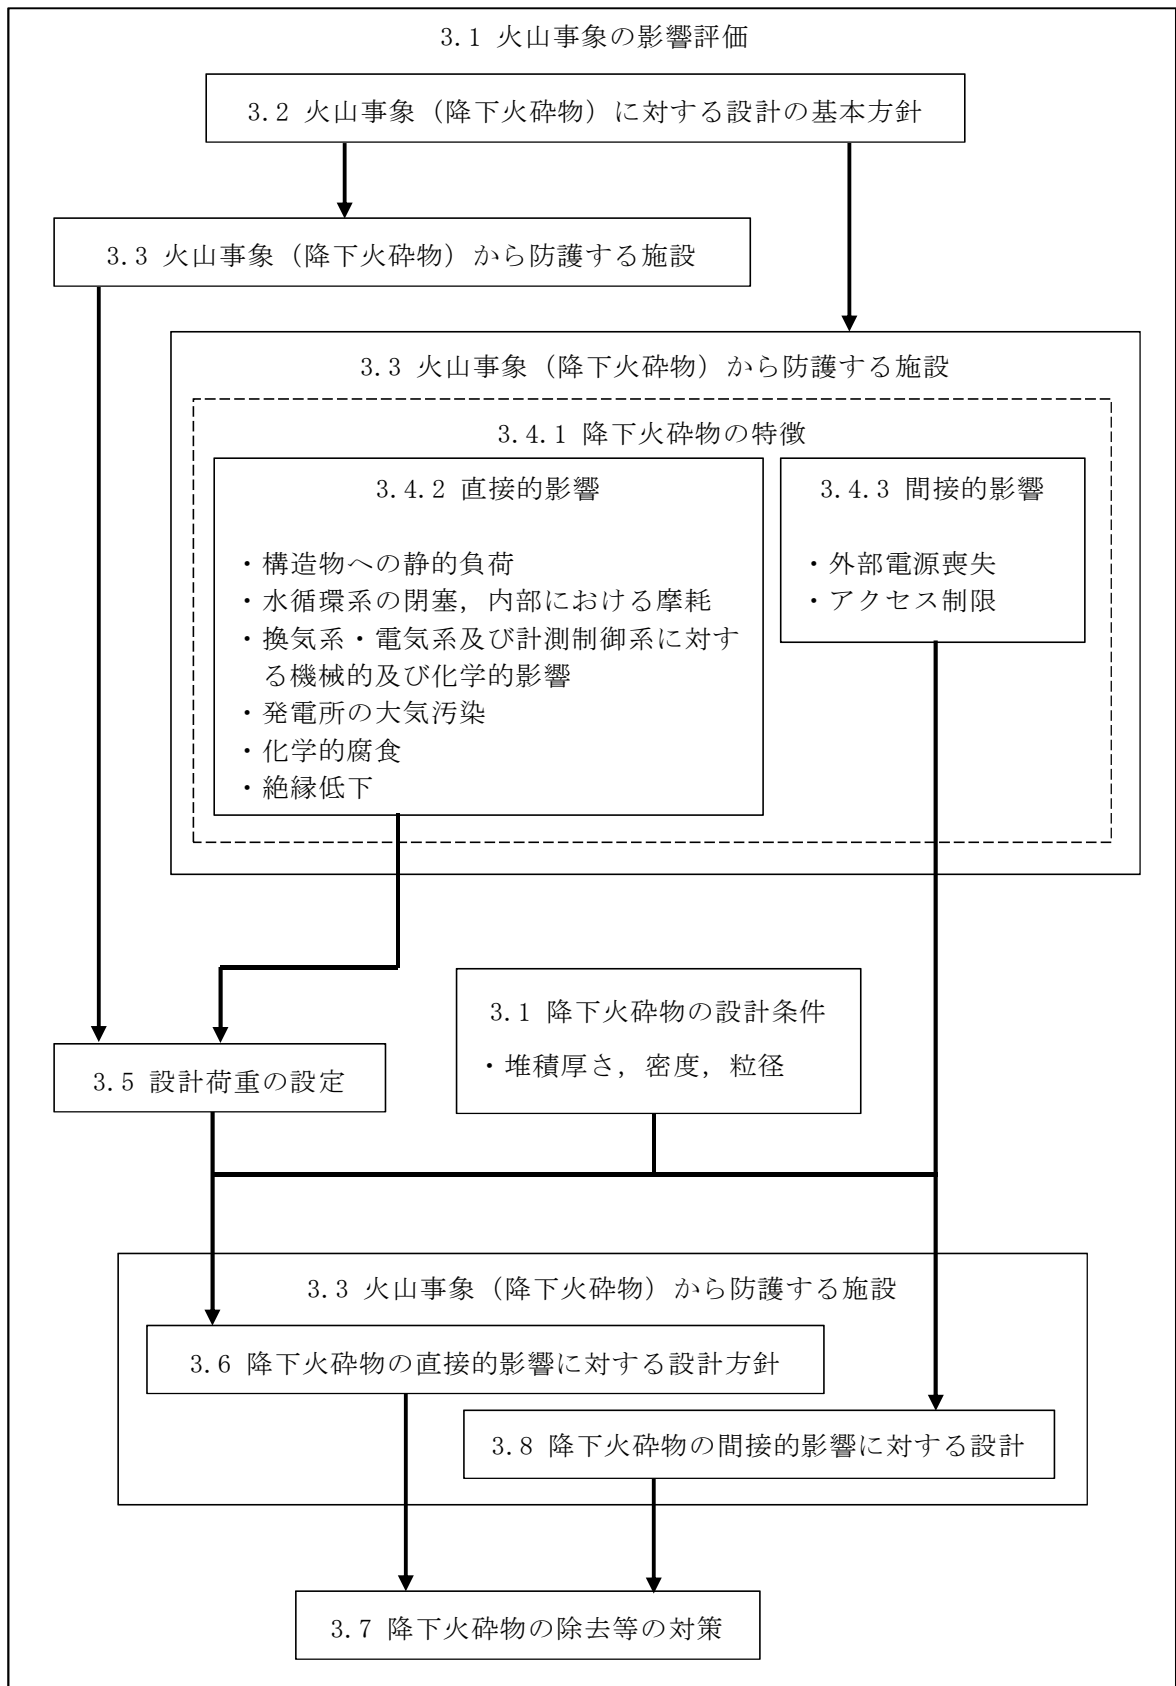 3.1 火山事象の影響評価
3.2 火山事象（降下火砕物）に対する設計の基本方針
3.3 火山事象（降下火砕物）から防護する施設
3.3 火山事象（降下火砕物）から防護する施設
3.4.1 降下火砕物の特徴
3.4.2 直接的影響
・構造物への静的負荷
・水循環系の閉塞，内部における摩耗
・換気系・電気系及び計測制御系に対す
る機械的及び化学的影響
・発電所の大気汚染
・化学的腐食
・絶縁低下
3.4.3 間接的影響
・外部電源喪失
・アクセス制限
3.1 降下火砕物の設計条件
・堆積厚さ，密度，粒径
3.5 設計荷重の設定
3.3 火山事象（降下火砕物）から防護する施設
3.6 降下火砕物の直接的影響に対する設計方針
3.8 降下火砕物の間接的影響に対する設計
3.7 降下火砕物の除去等の対策